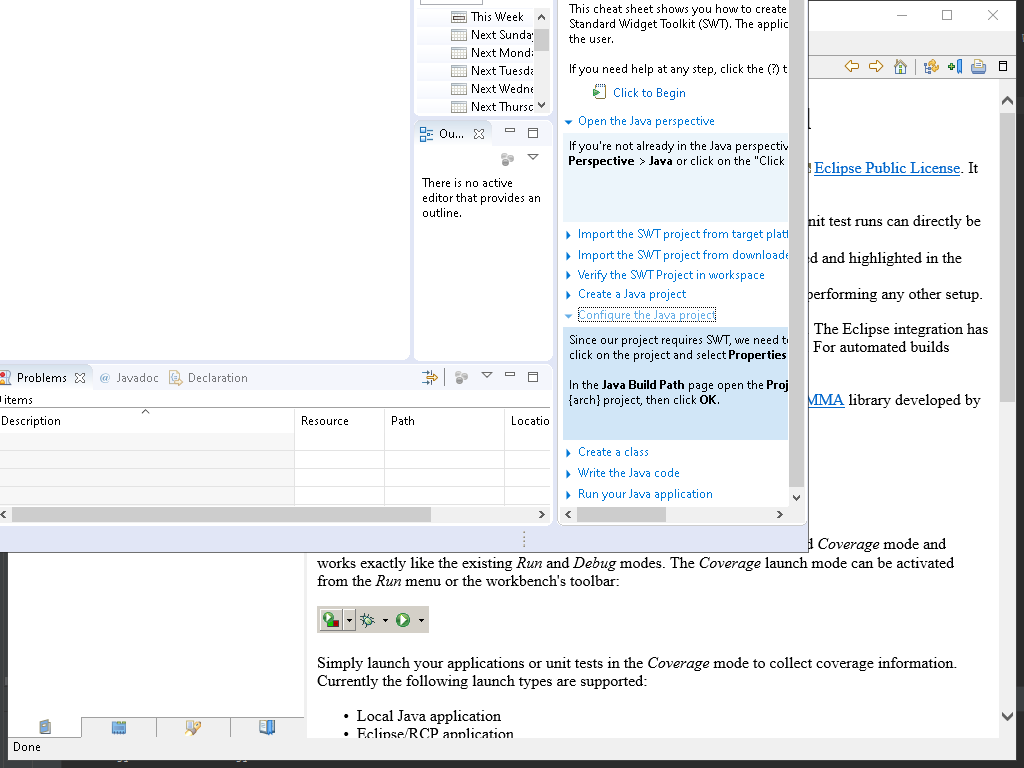 This Week
Next Sunda
Next Mond
Next Tuesda
Next Wedne
Next Thursd
Ou...
There is no active
editor that provides an
outline.
This cheat sheet shows you how to create
Standard Widget Toolkit (SWT). The applic
the user.
If you need help at any step, click the (?) t
Click to Begin
Open the Java perspective
If you're not already in the Java perspectiv
Perspective > Java or click on the "Click
Import the SWT project from target platf
Import the SWT project from downloade
Verify the SWT Project in workspace
Create a Java project
Configure the Java project
Since our project requires SWT, we need t
click on the project and select Properties
In the Java Build Path page open the Proj
{arch} project, then click OK.
Create a class
Write the Java code
Run your Java application
Problems
Javadoc
Declaration
items
Description
Resource
Path
Locatio
Eclipse Public License. It
nit test runs can directly be
d and highlighted in the
performing any other setup.
The Eclipse integration has
For automated builds
MMA library developed by
Coverage mode and
works exactly like the existing Run and Debug modes. The Coverage launch mode can be activated
from the Run menu or the workbench's toolbar:
Simply launch your applications or unit tests in the Coverage mode to collect coverage information.
Currently the following launch types are supported:
• Local Java application
• Eclipse/RCP application
Done